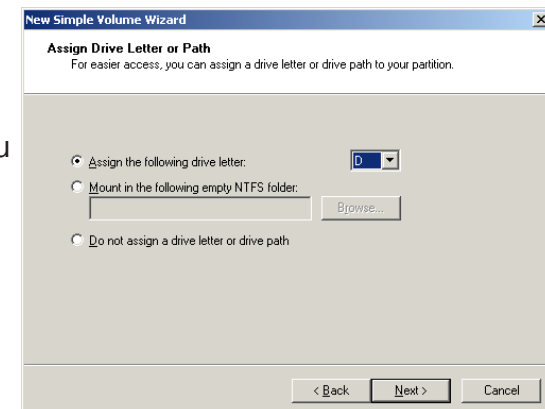 New Simple Volume Wizard
Assign Drive Letter or Path
For easier access, you can assign a drive letter or drive path to your partition.
u
Assign the following drive letter:
D
Mount in the following empty NTFS folder:
Browse...
Do not assign a drive letter or drive path
< Back
Next >
Cancel